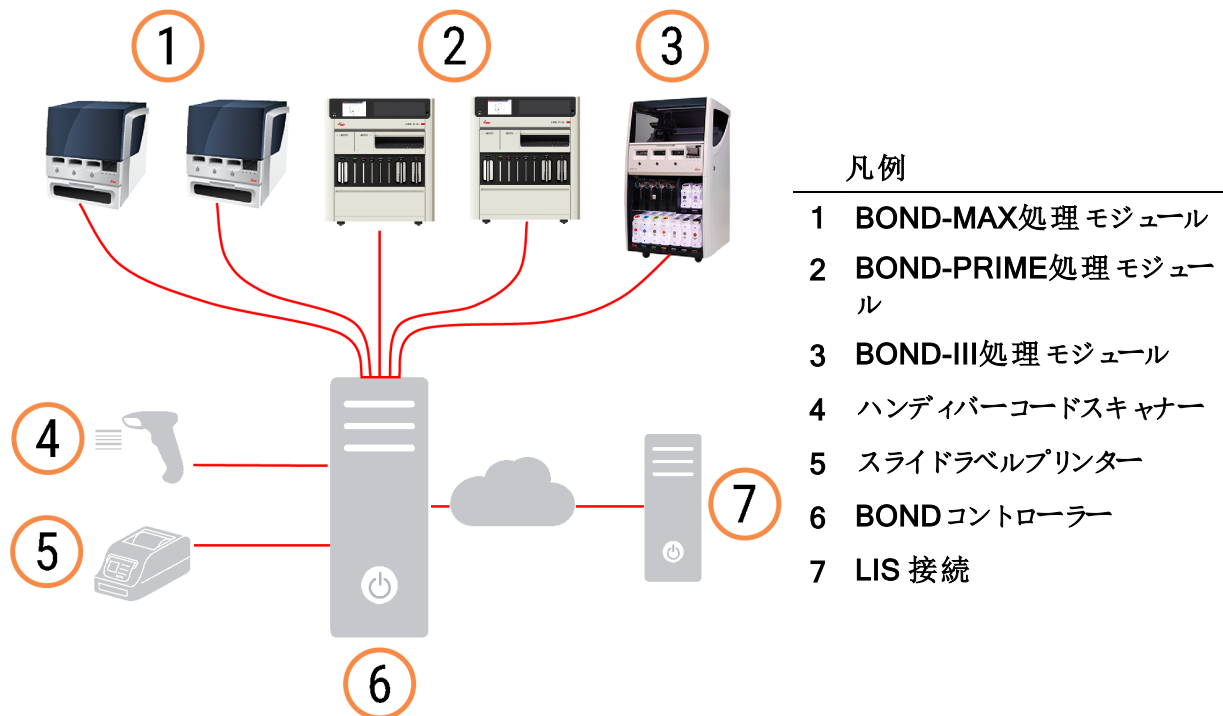 1
2
3
4
5
6
7
凡例
1 BOND-MAX処理モジュール
2 BOND-PRIME処理モジュー
ル
3 BOND-III処理モジュール
4 ハンディバーコードスキャナー
5 スライドラベルプリンター
6 BONDコントローラー
7 LIS 接続